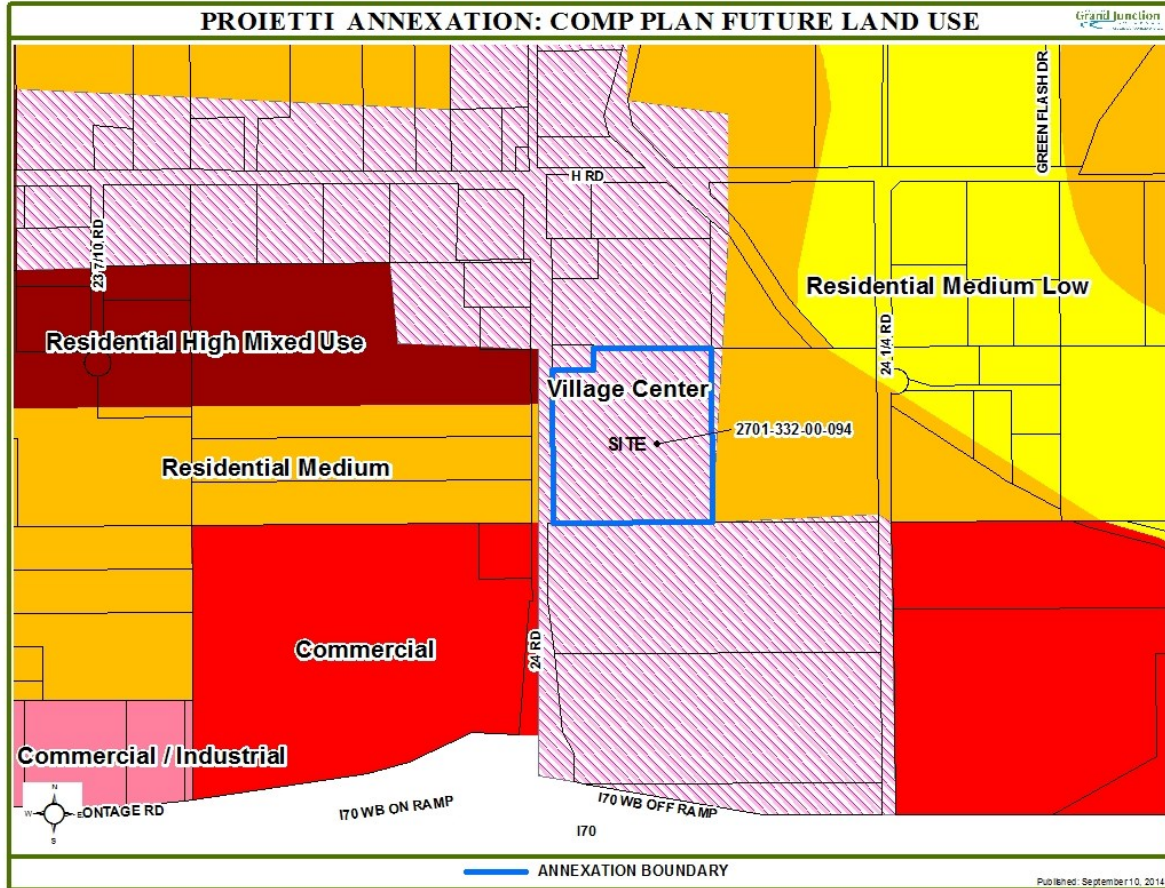 PROIETTI ANNEXATION: COMP PLAN FUTURE LAND USE
Grand Junction
GREEN FLASH DR
H RD
23 7/10 RD
Residential Medium Low
24 1/4 RD
Residential High Mixed Use
Village Center
2701-332-00-094
SITE
Residential Medium
Commercial
24 RD
Commercial / Industrial
N
W
E
S
ONTAGE RD
I70 WB ON RAMP
I70 WB OFF RAMP
I70
ANNEXATION BOUNDARY
Published: September 10, 2014